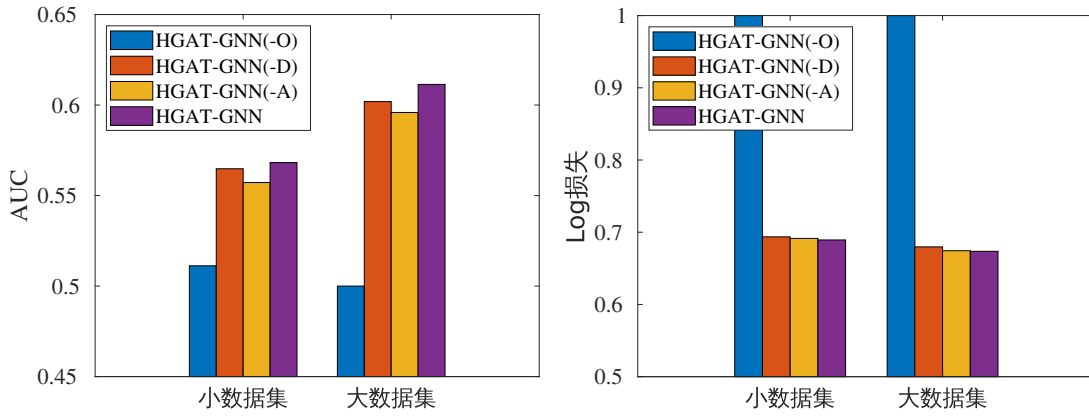 0.65
0.6
0.55
0.5
0.45
AUC
HGAT-GNN(-O)
HGAT-GNN(-D)
HGAT-GNN(-A)
HGAT-GNN
小数据集
大数据集
1
0.9
0.8
0.7
0.6
0.5
Log损失
HGAT-GNN(-O)
HGAT-GNN(-D)
HGAT-GNN(-A)
HGAT-GNN
小数据集
大数据集